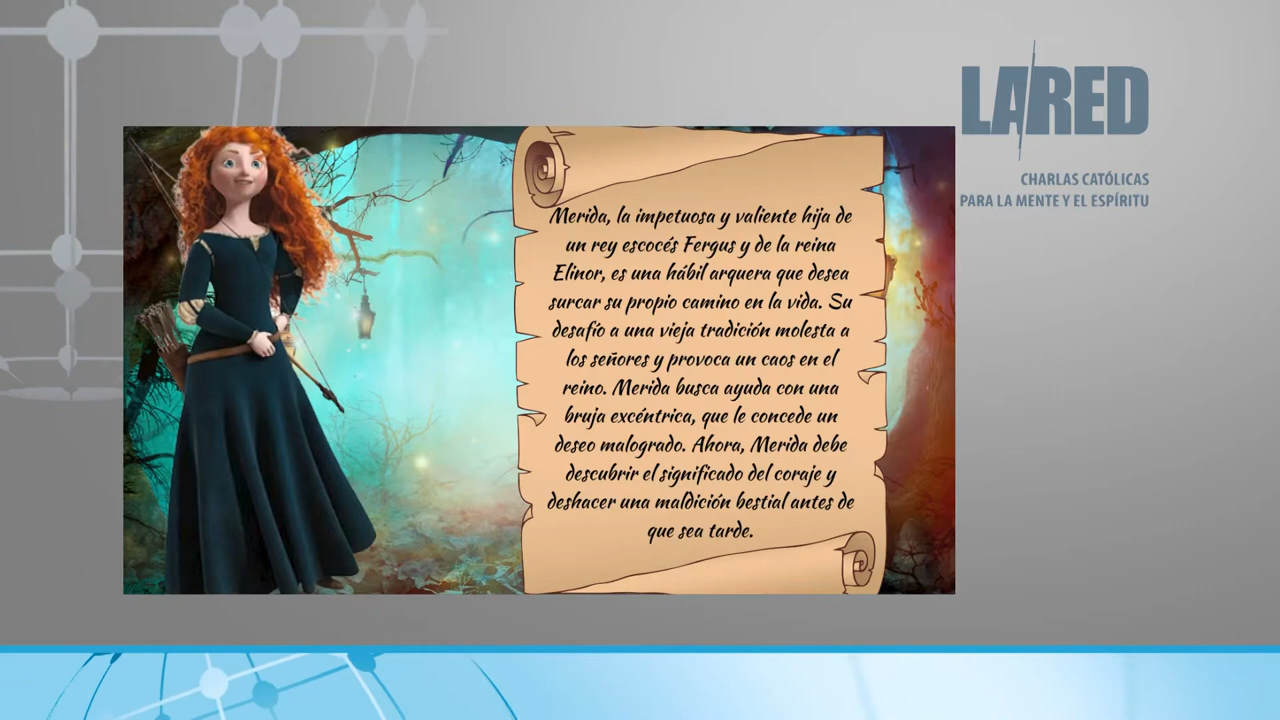 LARED
CHARLAS CATÓLICAS
PARA LA MENTE Y EL ESPÍRITU
Merida, la impetuosa y valiente hija de
un rey escocés Fergus y de la reina
Elinor, es una hábil arquera que desea
surcar su propio camino en la vida. Su
desafío a una vieja tradición molesta a
los señores y provoca un caos en el
reino. Merida busca ayuda con una
bruja excéntrica, que le concede un
deseo malogrado. Ahora, Merida debe
descubrir el significado del coraje y
deshacer una maldición bestial antes de
que sea tarde.